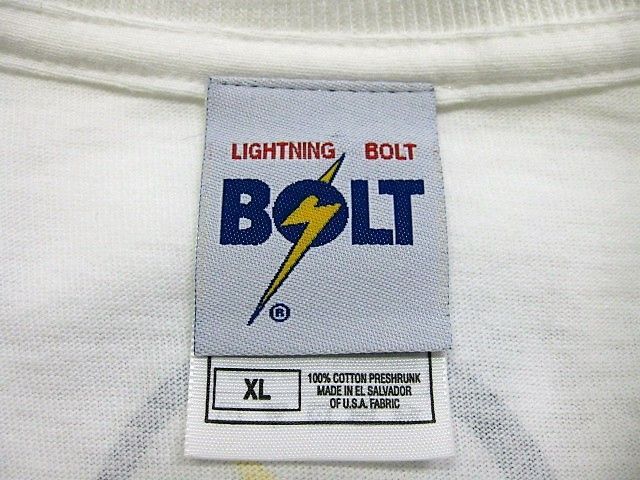 LIGHTNING BOLT
BOLT
®
XL
100% COTTON PRESHRUNK
MADE IN EL SALVADOR
OF U.S.A. FABRIC